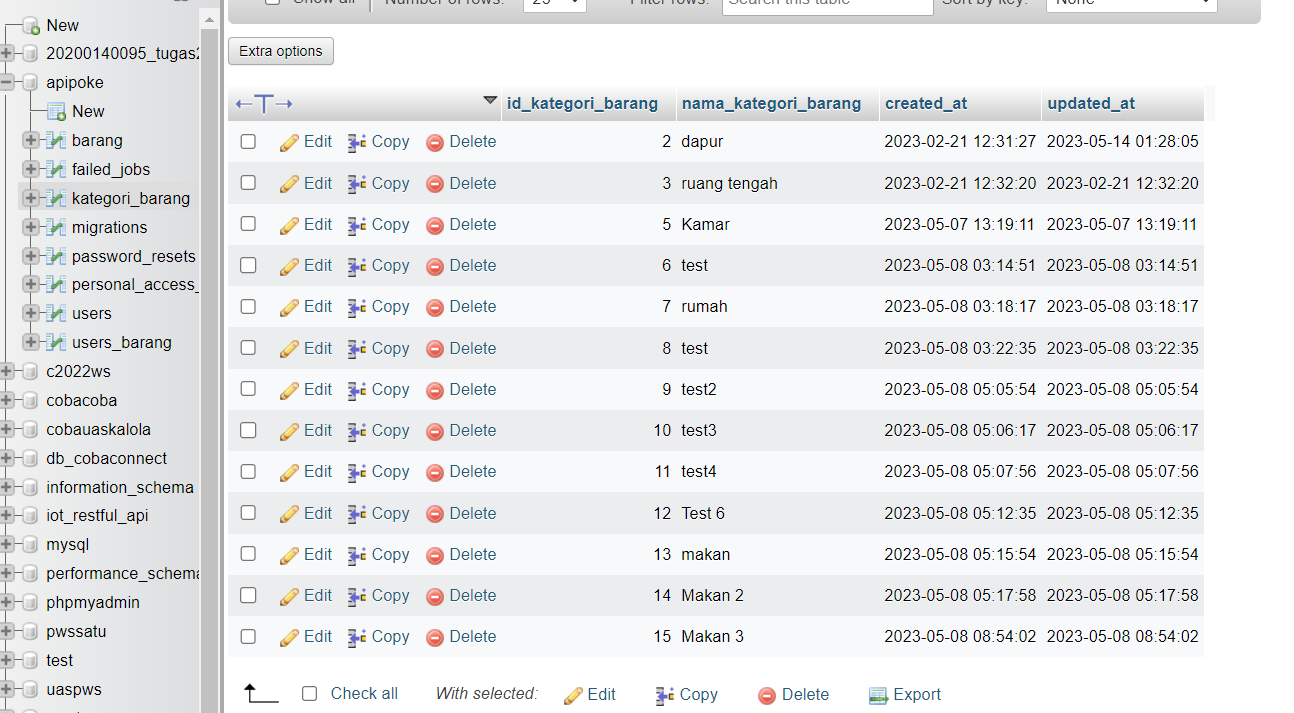 Show all Number of rows: 25 Filter rows: Search this table Sort by key: None
Extra options
New
20200140095_tugas2
apipoke
New
barang
failed_jobs
kategori_barang
migrations
password_resets
personal_access_
users
users_barang
c2022ws
cobacoba
cobauaskalola
db_cobaconnect
information_schema
iot_restful_api
mysql
performance_schema
phpmyadmin
pwssatu
test
uaspws
←T→ id_kategori_barang nama_kategori_barang created_at updated_at
Edit Copy Delete 2 dapur 2023-02-21 12:31:27 2023-05-14 01:28:05
Edit Copy Delete 3 ruang tengah 2023-02-21 12:32:20 2023-02-21 12:32:20
Edit Copy Delete 5 Kamar 2023-05-07 13:19:11 2023-05-07 13:19:11
Edit Copy Delete 6 test 2023-05-08 03:14:51 2023-05-08 03:14:51
Edit Copy Delete 7 rumah 2023-05-08 03:18:17 2023-05-08 03:18:17
Edit Copy Delete 8 test 2023-05-08 03:22:35 2023-05-08 03:22:35
Edit Copy Delete 9 test2 2023-05-08 05:05:54 2023-05-08 05:05:54
Edit Copy Delete 10 test3 2023-05-08 05:06:17 2023-05-08 05:06:17
Edit Copy Delete 11 test4 2023-05-08 05:07:56 2023-05-08 05:07:56
Edit Copy Delete 12 Test 6 2023-05-08 05:12:35 2023-05-08 05:12:35
Edit Copy Delete 13 makan 2023-05-08 05:15:54 2023-05-08 05:15:54
Edit Copy Delete 14 Makan 2 2023-05-08 05:17:58 2023-05-08 05:17:58
Edit Copy Delete 15 Makan 3 2023-05-08 08:54:02 2023-05-08 08:54:02
Check all With selected: Edit Copy Delete Export